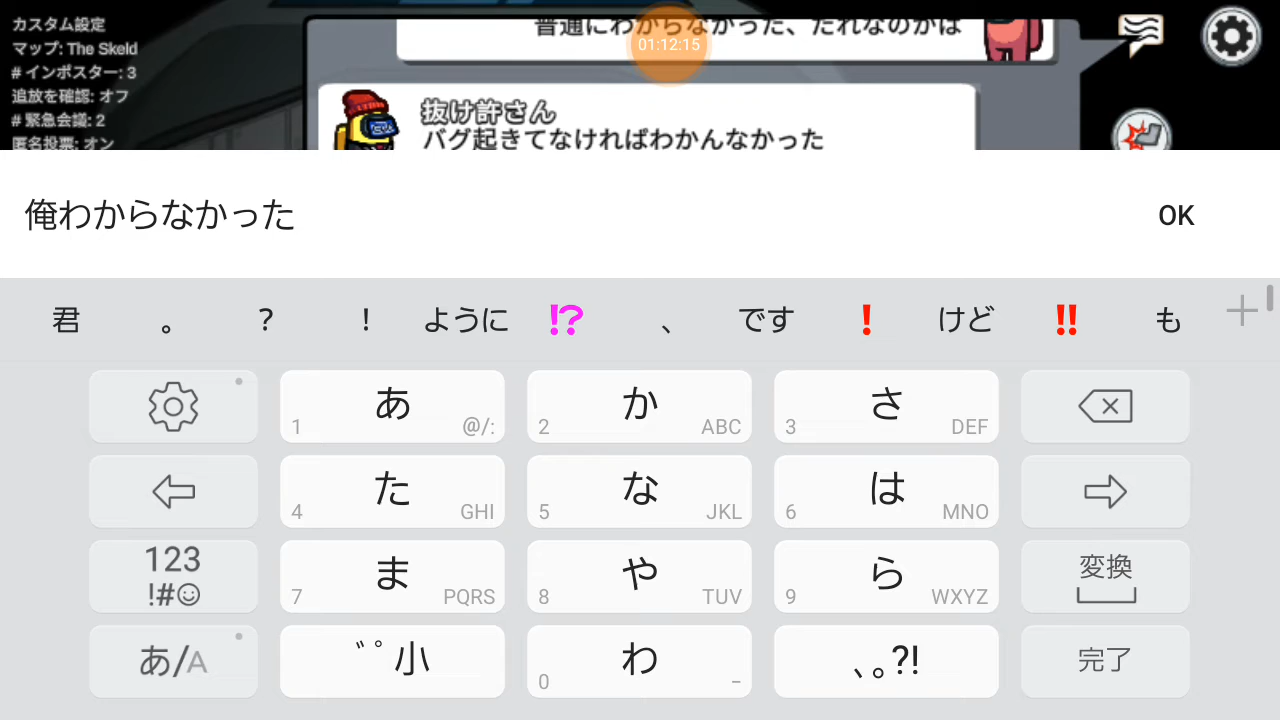 カスタム設定
マップ: The Skeld
# インポスター: 3
追放を確認: オフ
# 緊急会議: 2
匿名投票: オン
普通にわからなかった、だれなのかは
01:12:15
抜け許さん
バグ起きてなければわかんなかった
俺わからなかった
OK
君 。 ? ! ように ⁉ 、 です ! けど ‼ も
あ 1 @/:
か 2 ABC
さ 3 DEF
た 4 GHI
な 5 JKL
は 6 MNO
123
!#☺
ま 7 PQRS
や 8 TUV
ら 9 WXYZ
変換
あ/A
゛゜小
わ 0 –
、。?!
完了